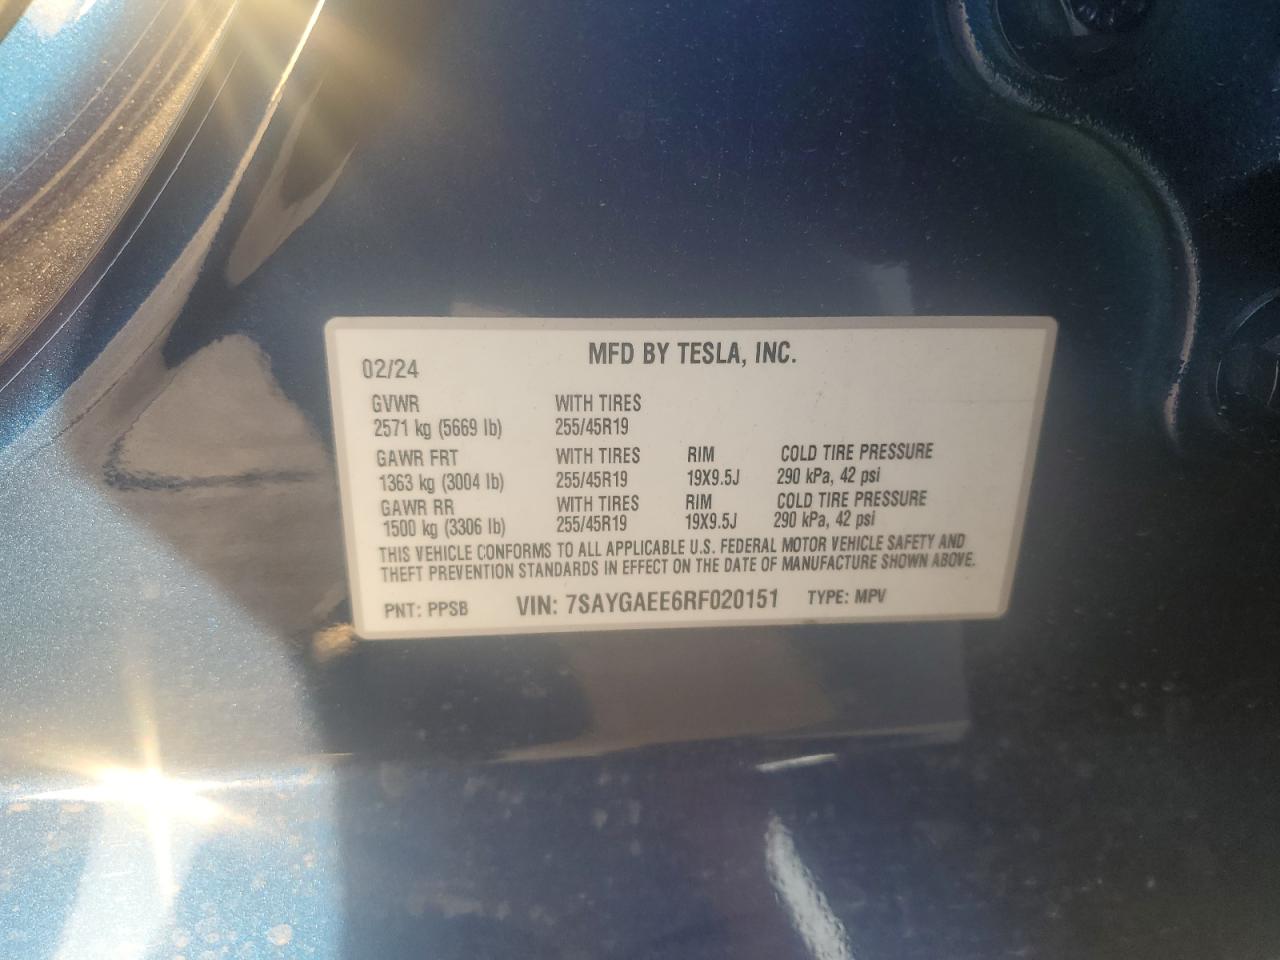 MFD BY TESLA, INC.
02/24
GVWR WITH TIRES
2571 kg (5669 lb) 255/45R19
GAWR FRT WITH TIRES RIM COLD TIRE PRESSURE
1363 kg (3004 lb) 255/45R19 19X9.5J 290 kPa, 42 psi
GAWR RR WITH TIRES RIM COLD TIRE PRESSURE
1500 kg (3306 lb) 255/45R19 19X9.5J 290 kPa, 42 psi
THIS VEHICLE CONFORMS TO ALL APPLICABLE U.S. FEDERAL MOTOR VEHICLE SAFETY AND
THEFT PREVENTION STANDARDS IN EFFECT ON THE DATE OF MANUFACTURE SHOWN ABOVE.
PNT: PPSB VIN: 7SAYGAEE6RF020151 TYPE: MPV